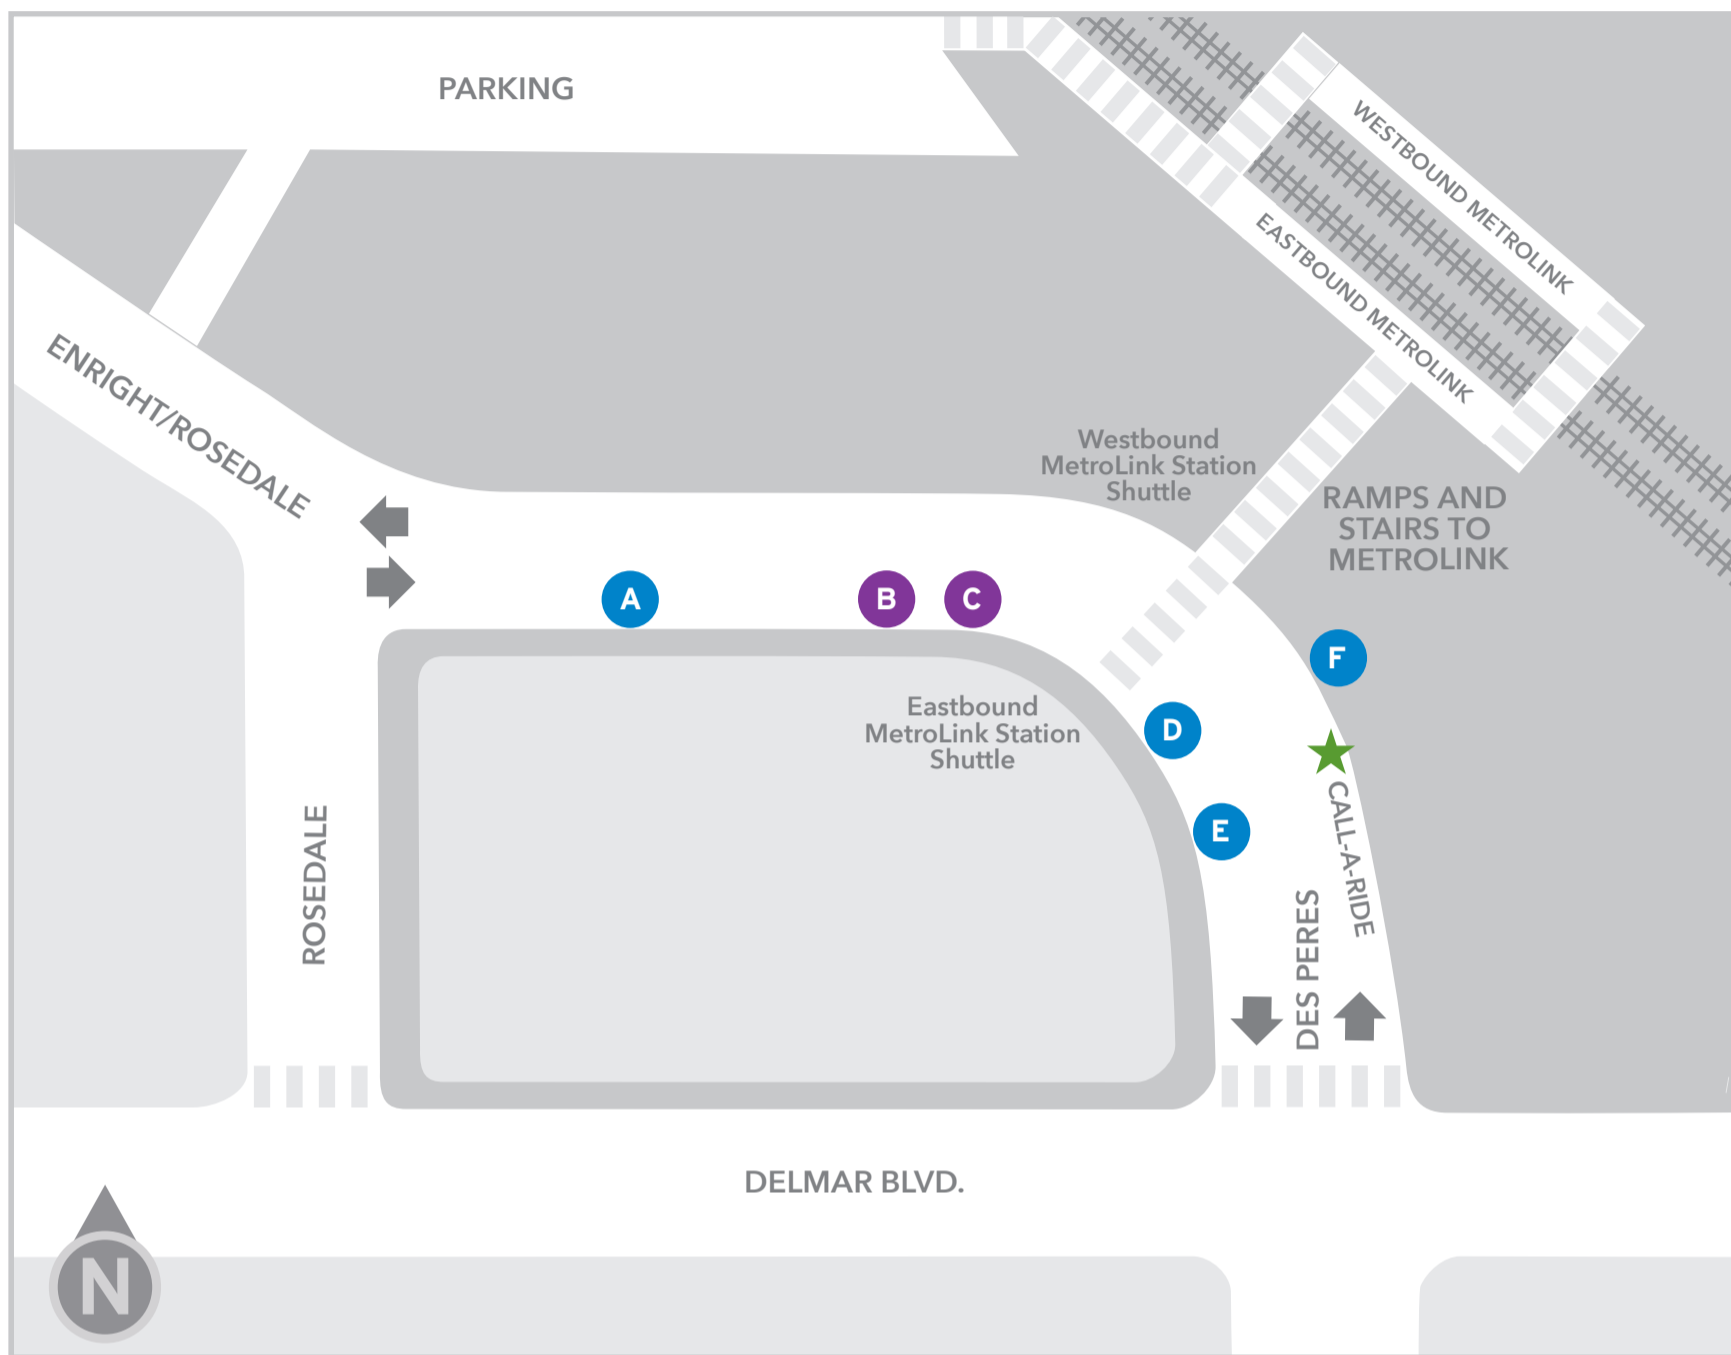 PARKING
WESTBOUND METROLINK
EASTBOUND METROLINK
ENRIGHT/ROSEDALE
Westbound
MetroLink Station
Shuttle
RAMPS AND
STAIRS TO
METROLINK
A
B
C
F
Eastbound
MetroLink Station
Shuttle
D
E
CALL-A-RIDE
ROSEDALE
DES PERES
DELMAR BLVD.
N